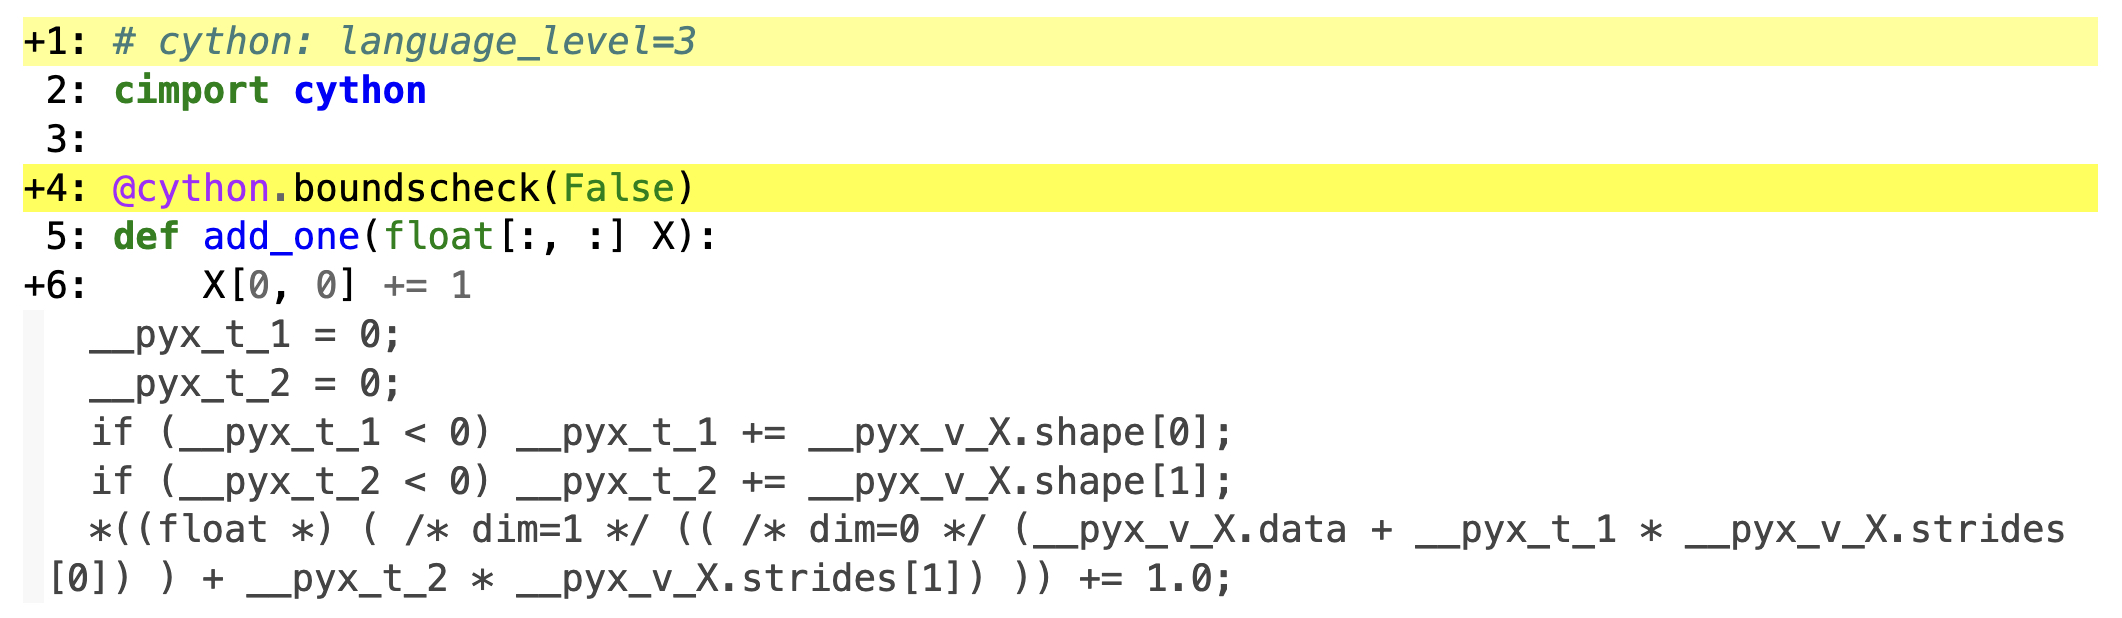 +1: # cython: language_level=3
 2: cimport cython
 3:
+4: @cython.boundscheck(False)
 5: def add_one(float[:, :] X):
+6:     X[0, 0] += 1
  __pyx_t_1 = 0;
  __pyx_t_2 = 0;
  if (__pyx_t_1 < 0) __pyx_t_1 += __pyx_v_X.shape[0];
  if (__pyx_t_2 < 0) __pyx_t_2 += __pyx_v_X.shape[1];
  *((float *) ( /* dim=1 */ (( /* dim=0 */ (__pyx_v_X.data + __pyx_t_1 * __pyx_v_X.strides
[0]) ) + __pyx_t_2 * __pyx_v_X.strides[1]) )) += 1.0;